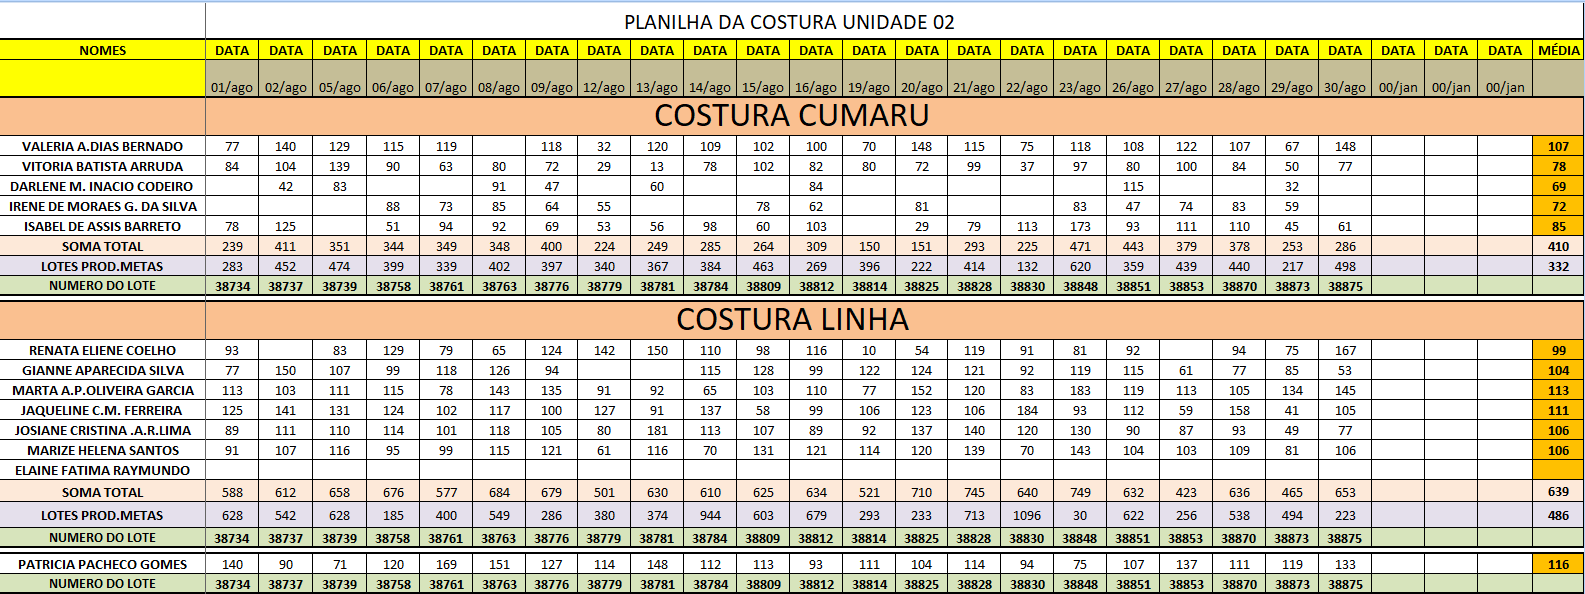 PLANILHA DA COSTURA UNIDADE 02
NOMES DATA DATA DATA DATA DATA DATA DATA DATA DATA DATA DATA DATA DATA DATA DATA DATA DATA DATA DATA DATA DATA DATA DATA DATA DATA MÉDIA
01/ago 02/ago 05/ago 06/ago 07/ago 08/ago 09/ago 12/ago 13/ago 14/ago 15/ago 16/ago 19/ago 20/ago 21/ago 22/ago 23/ago 26/ago 27/ago 28/ago 29/ago 30/ago 00/jan 00/jan 00/jan
COSTURA CUMARU
VALERIA A.DIAS BERNADO 77 140 129 115 119 118 32 120 109 102 100 70 148 115 75 118 108 122 107 67 148 107
VITORIA BATISTA ARRUDA 84 104 139 90 63 80 72 29 13 78 102 82 80 72 99 37 97 80 100 84 50 77 78
DARLENE M. INACIO CODEIRO 42 83 91 47 60 84 115 32 69
IRENE DE MORAES G. DA SILVA 88 73 85 64 55 78 62 81 83 47 74 83 59 72
ISABEL DE ASSIS BARRETO 78 125 51 94 92 69 53 56 98 60 103 29 79 113 173 93 111 110 45 61 85
SOMA TOTAL 239 411 351 344 349 348 400 224 249 285 264 309 150 151 293 225 471 443 379 378 253 286 410
LOTES PROD.METAS 283 452 474 399 339 402 397 340 367 384 463 269 396 222 414 132 620 359 439 440 217 498 332
NUMERO DO LOTE 38734 38737 38739 38758 38761 38763 38776 38779 38781 38784 38809 38812 38814 38825 38828 38830 38848 38851 38853 38870 38873 38875
COSTURA LINHA
RENATA ELIENE COELHO 93 83 129 79 65 124 142 150 110 98 116 10 54 119 91 81 92 94 75 167 99
GIANNE APARECIDA SILVA 77 150 107 99 118 126 94 115 128 99 122 124 121 92 119 115 61 77 85 53 104
MARTA A.P.OLIVEIRA GARCIA 113 103 111 115 78 143 135 91 92 65 103 110 77 152 120 83 183 119 113 105 134 145 113
JAQUELINE C.M. FERREIRA 125 141 131 124 102 117 100 127 91 137 58 99 106 123 106 184 93 112 59 158 41 105 111
JOSIANE CRISTINA .A.R.LIMA 89 111 110 114 101 118 105 80 181 113 107 89 92 137 140 120 130 90 87 93 49 77 106
MARIZE HELENA SANTOS 91 107 116 95 99 115 121 61 116 70 131 121 114 120 139 70 143 104 103 109 81 106 106
ELAINE FATIMA RAYMUNDO
SOMA TOTAL 588 612 658 676 577 684 679 501 630 610 625 634 521 710 745 640 749 632 423 636 465 653 639
LOTES PROD.METAS 628 542 628 185 400 549 286 380 374 944 603 679 293 233 713 1096 30 622 256 538 494 223 486
NUMERO DO LOTE 38734 38737 38739 38758 38761 38763 38776 38779 38781 38784 38809 38812 38814 38825 38828 38830 38848 38851 38853 38870 38873 38875
PATRICIA PACHECO GOMES 140 90 71 120 169 151 127 114 148 112 113 93 111 104 114 94 75 107 137 111 119 133 116
NUMERO DO LOTE 38734 38737 38739 38758 38761 38763 38776 38779 38781 38784 38809 38812 38814 38825 38828 38830 38848 38851 38853 38870 38873 38875